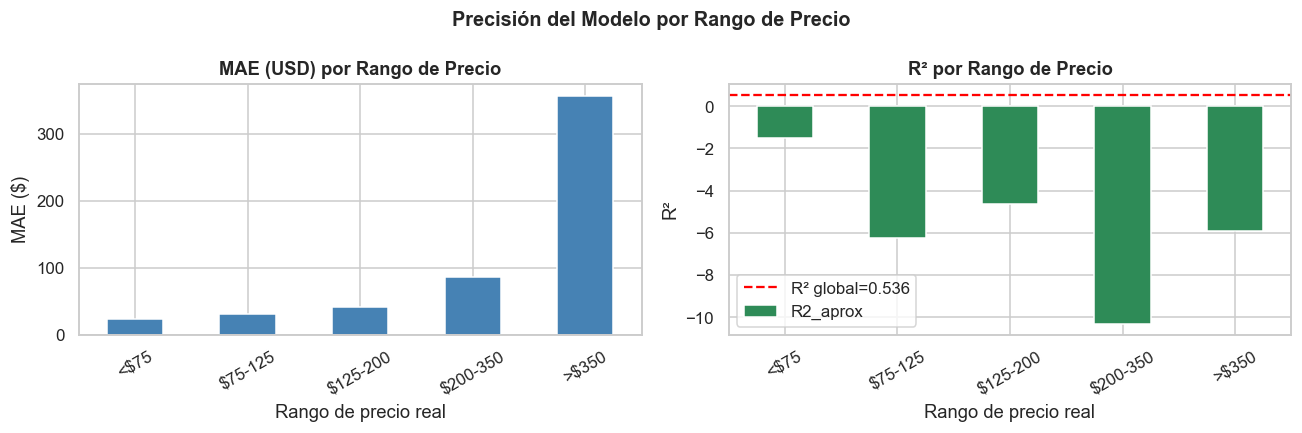 Precisión del Modelo por Rango de Precio
MAE (USD) por Rango de Precio
MAE ($)
300
200
100
0
<$75
$75-125
$125-200
$200-350
>$350
Rango de precio real
R² por Rango de Precio
R²
0
−2
−4
−6
−8
−10
R² global=0.536
R2_aprox
<$75
$75-125
$125-200
$200-350
>$350
Rango de precio real